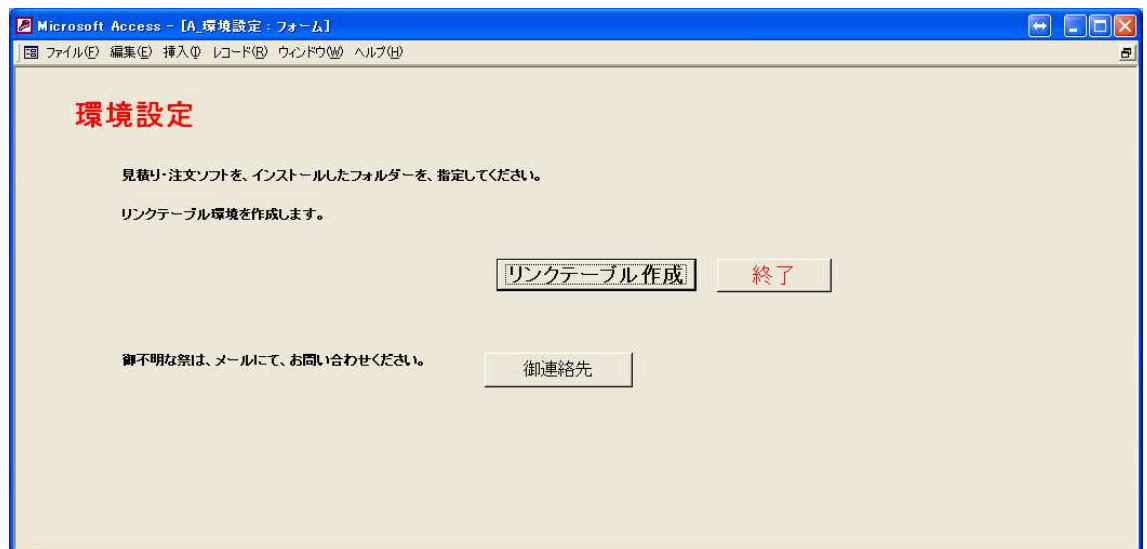 Microsoft Access - [A_環境設定 : フォーム]
ファイル(F) 編集(E) 挿入(I) レコード(R) ウィンドウ(W) ヘルプ(H)
環境設定
見積り・注文ソフトを、インストールしたフォルダーを、指定してください。
リンクテーブル環境を作成します。
リンクテーブル作成 終了
御不明な祭は、メールにて、お問い合わせください。 御連絡先